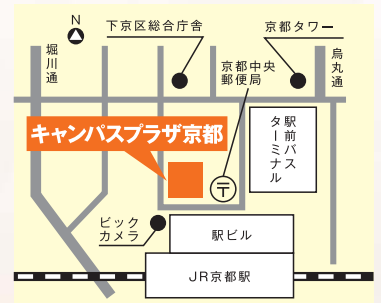 N
下京区総合庁舎
京都タワー
堀川通
烏丸通
京都中央
郵便局
キャンパスプラザ京都
駅前バス
ターミナル
〒
ビック
カメラ
駅ビル
JR京都駅